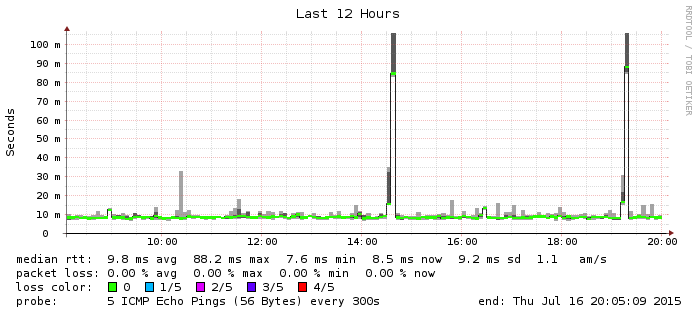 Last 12 Hours
RRDTOOL / TOBI OETIKER
Seconds
100 m
90 m
80 m
70 m
60 m
50 m
40 m
30 m
20 m
10 m
0
10:00 12:00 14:00 16:00 18:00 20:00
median rtt: 9.8 ms avg 88.2 ms max 7.6 ms min 8.5 ms now 9.2 ms sd 1.1 am/s
packet loss: 0.00 % avg 0.00 % max 0.00 % min 0.00 % now
loss color: 0 1/5 2/5 3/5 4/5
probe: 5 ICMP Echo Pings (56 Bytes) every 300s end: Thu Jul 16 20:05:09 2015